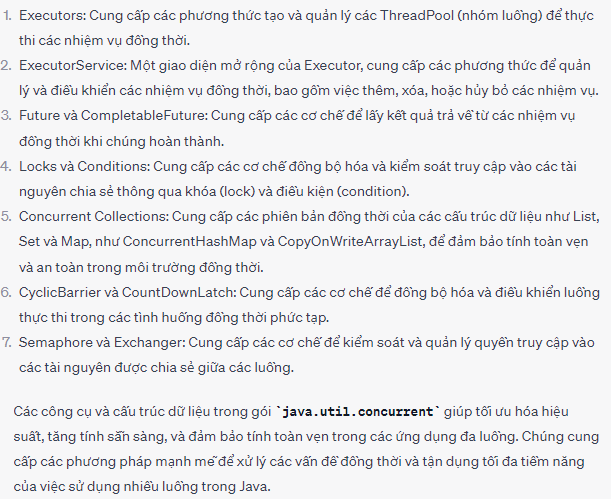 1. Executors: Cung cấp các phương thức tạo và quản lý các ThreadPool (nhóm luồng) để thực
thi các nhiệm vụ đồng thời.
2. ExecutorService: Một giao diện mở rộng của Executor, cung cấp các phương thức để quản
lý và điều khiển các nhiệm vụ đồng thời, bao gồm việc thêm, xóa, hoặc hủy bỏ các nhiệm vụ.
3. Future và CompletableFuture: Cung cấp các cơ chế để lấy kết quả trả về từ các nhiệm vụ
đồng thời khi chúng hoàn thành.
4. Locks và Conditions: Cung cấp các cơ chế đồng bộ hóa và kiểm soát truy cập vào các tài
nguyên chia sẻ thông qua khóa (lock) và điều kiện (condition).
5. Concurrent Collections: Cung cấp các phiên bản đồng thời của các cấu trúc dữ liệu như List,
Set và Map, như ConcurrentHashMap và CopyOnWriteArrayList, để đảm bảo tính toàn vẹn
và an toàn trong môi trường đồng thời.
6. CyclicBarrier và CountDownLatch: Cung cấp các cơ chế để đồng bộ hóa và điều khiển luồng
thực thi trong các tình huống đồng thời phức tạp.
7. Semaphore và Exchanger: Cung cấp các cơ chế để kiểm soát và quản lý quyền truy cập vào
các tài nguyên được chia sẻ giữa các luồng.
Các công cụ và cấu trúc dữ liệu trong gói `java.util.concurrent` giúp tối ưu hóa hiệu
suất, tăng tính sẵn sàng, và đảm bảo tính toàn vẹn trong các ứng dụng đa luồng. Chúng cung
cấp các phương pháp mạnh mẽ để xử lý các vấn đề đồng thời và tận dụng tối đa tiềm năng
của việc sử dụng nhiều luồng trong Java.